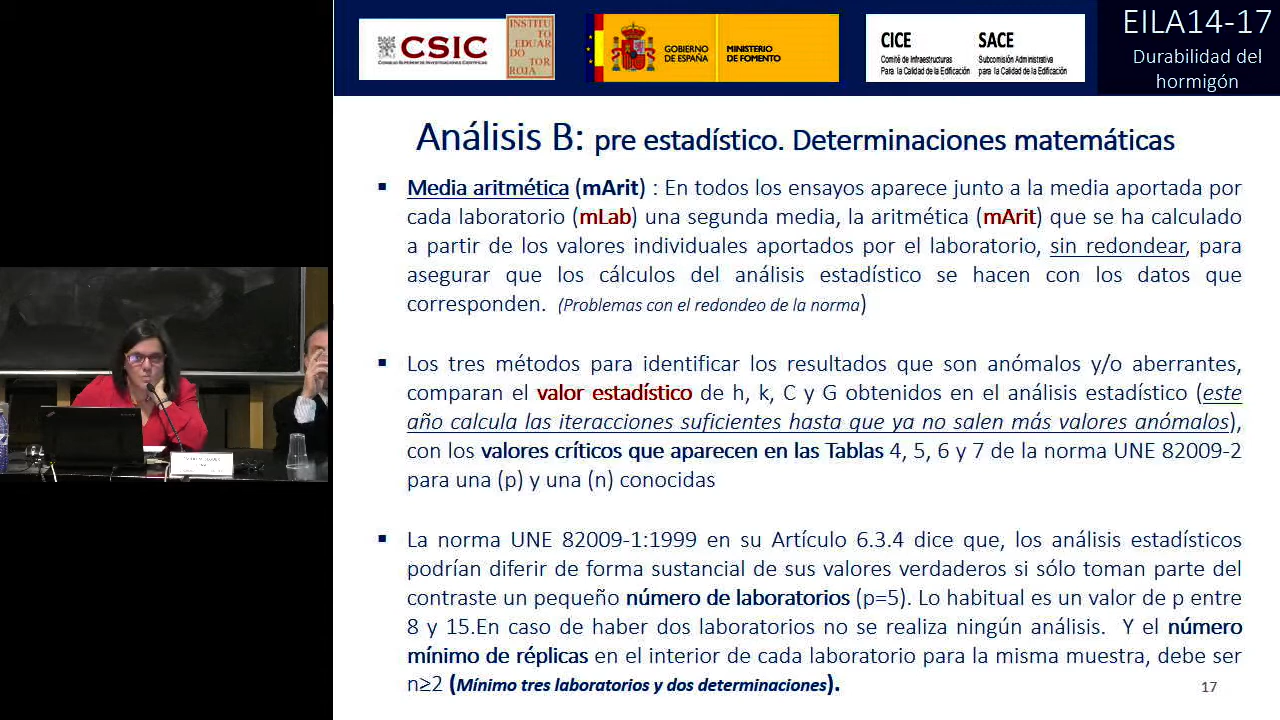 CSIC
CONSEJO SUPERIOR DE INVESTIGACIONES CIENTÍFICAS
INSTITU
TO
EDUAR
DO
TOR
ROJA
GOBIERNO
DE ESPAÑA
MINISTERIO
DE FOMENTO
CICE
Comité de Infraestructuras
Para la Calidad de la Edificación
SACE
Subcomisión Administrativa
para la Calidad de la Edificación
EILA14-17
Durabilidad del
hormigón
Análisis B: pre estadístico. Determinaciones matemáticas
▪ Media aritmética (mArit) : En todos los ensayos aparece junto a la media aportada por
cada laboratorio (mLab) una segunda media, la aritmética (mArit) que se ha calculado
a partir de los valores individuales aportados por el laboratorio, sin redondear, para
asegurar que los cálculos del análisis estadístico se hacen con los datos que
corresponden. (Problemas con el redondeo de la norma)
▪ Los tres métodos para identificar los resultados que son anómalos y/o aberrantes,
comparan el valor estadístico de h, k, C y G obtenidos en el análisis estadístico (este
año calcula las iteracciones suficientes hasta que ya no salen más valores anómalos),
con los valores críticos que aparecen en las Tablas 4, 5, 6 y 7 de la norma UNE 82009-2
para una (p) y una (n) conocidas
▪ La norma UNE 82009-1:1999 en su Artículo 6.3.4 dice que, los análisis estadísticos
podrían diferir de forma sustancial de sus valores verdaderos si sólo toman parte del
contraste un pequeño número de laboratorios (p=5). Lo habitual es un valor de p entre
8 y 15.En caso de haber dos laboratorios no se realiza ningún análisis. Y el número
mínimo de réplicas en el interior de cada laboratorio para la misma muestra, debe ser
n≥2 (Mínimo tres laboratorios y dos determinaciones).
17